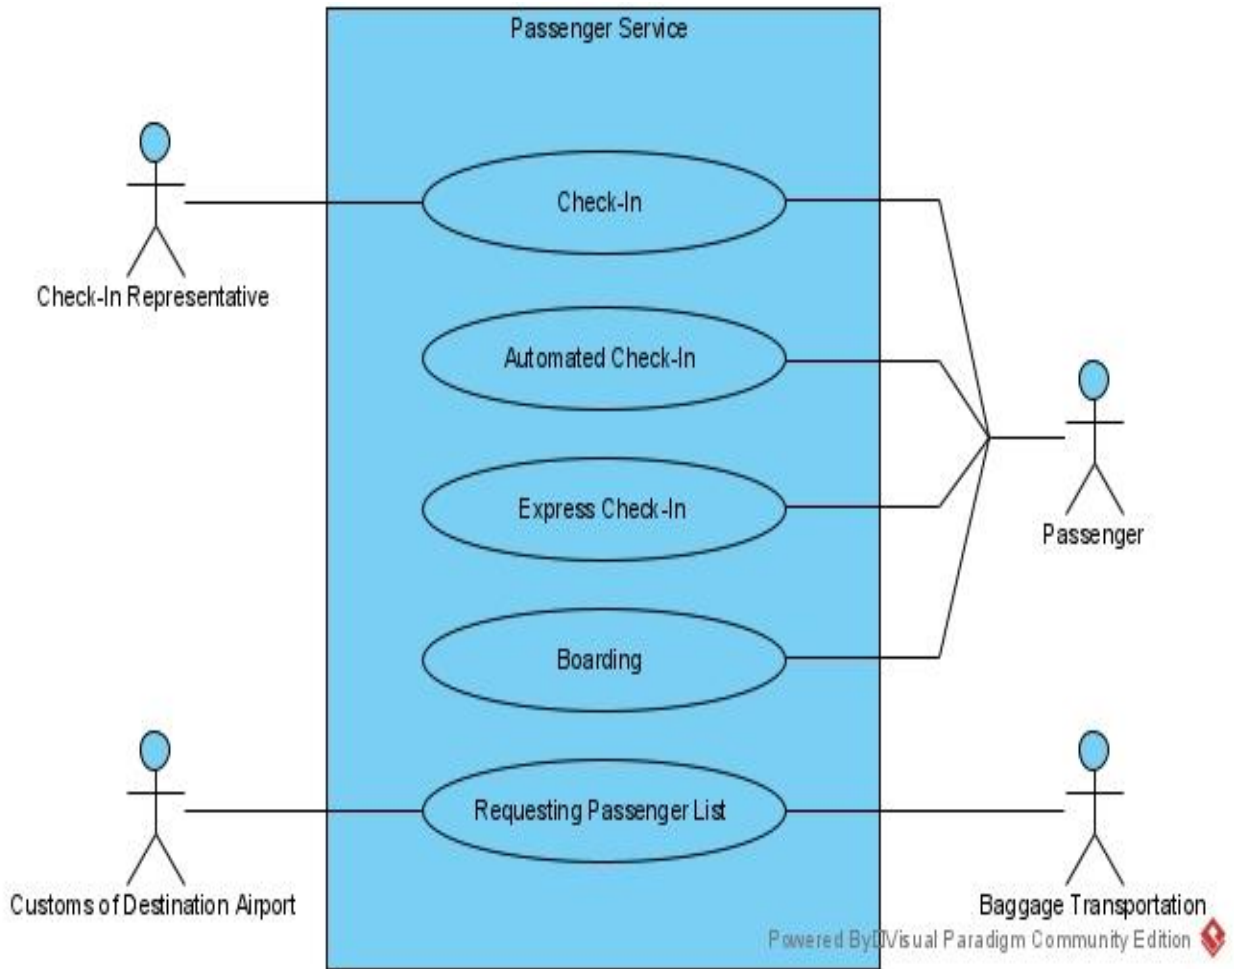 Passenger Service
Check-In
Check-In Representative
Automated Check-In
Express Check-In
Passenger
Boarding
Requesting Passenger List
Customs of Destination Airport
Baggage Transportation
Powered By Visual Paradigm Community Edition